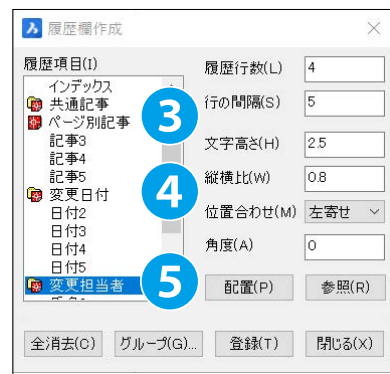 履歴欄作成
履歴項目(I)
インデックス
共通記事
ページ別記事
記事3
記事4
記事5
変更日付
日付2
日付3
日付4
日付5
変更担当者
3
4
5
履歴行数(L) 4
行の間隔(S) 5
文字高さ(H) 2.5
縦横比(W) 0.8
位置合わせ(M) 左寄せ
角度(A) 0
配置(P) 参照(R)
全消去(C) グループ(G)... 登録(T) 閉じる(X)